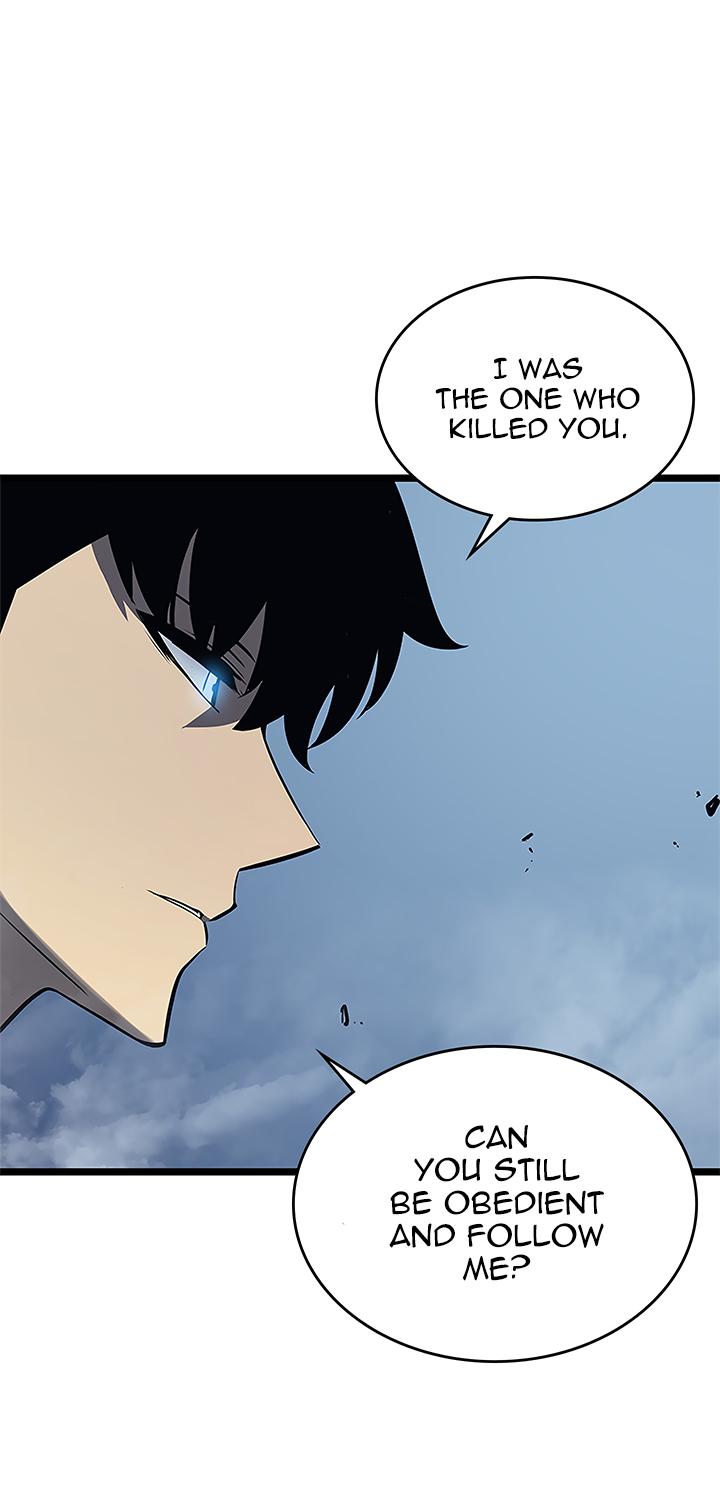 I WAS
THE ONE WHO
KILLED YOU.
CAN
YOU STILL
BE OBEDIENT
AND FOLLOW
ME?